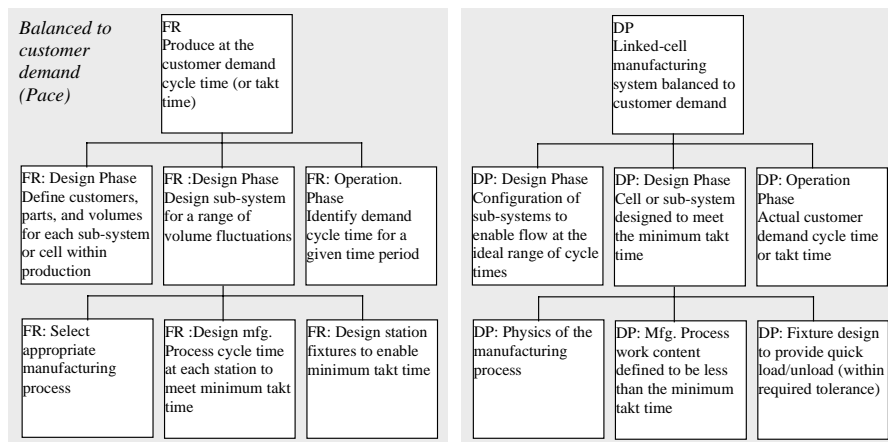 Balanced to
customer
demand
(Pace)
FR
Produce at the
customer demand
cycle time (or takt
time)
FR: Design Phase
Define customers,
parts, and volumes
for each sub-system
or cell within
production
FR :Design Phase
Design sub-system
for a range of
volume fluctuations
FR: Operation.
Phase
Identify demand
cycle time for a
given time period
FR: Select
appropriate
manufacturing
process
FR :Design mfg.
Process cycle time
at each station to
meet minimum takt
time
FR: Design station
fixtures to enable
minimum takt time
DP
Linked-cell
manufacturing
system balanced to
customer demand
DP: Design Phase
Configuration of
sub-systems to
enable flow at the
ideal range of cycle
times
DP: Design Phase
Cell or sub-system
designed to meet
the minimum takt
time
DP: Operation
Phase
Actual customer
demand cycle time
or takt time
DP: Physics of the
manufacturing
process
DP: Mfg. Process
work content
defined to be less
than the minimum
takt time
DP: Fixture design
to provide quick
load/unload (within
required tolerance)